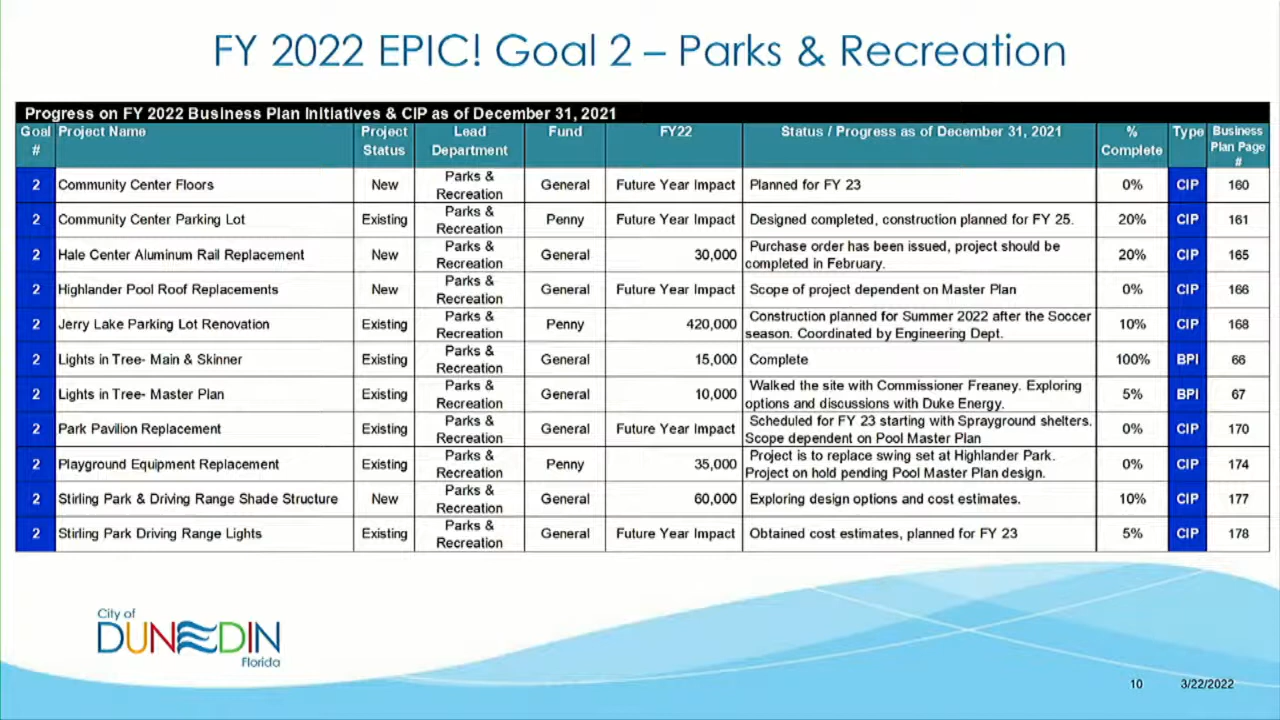 FY 2022 EPIC! Goal 2 – Parks & Recreation
Progress on FY 2022 Business Plan Initiatives & CIP as of December 31, 2021
Goal # Project Name Project Status Lead Department Fund FY22 Status / Progress as of December 31, 2021 % Complete Type Business Plan Page #
2 Community Center Floors New Parks & Recreation General Future Year Impact Planned for FY 23 0% CIP 160
2 Community Center Parking Lot Existing Parks & Recreation Penny Future Year Impact Designed completed, construction planned for FY 25. 20% CIP 161
2 Hale Center Aluminum Rail Replacement New Parks & Recreation General 30,000 Purchase order has been issued, project should be completed in February. 20% CIP 165
2 Highlander Pool Roof Replacements New Parks & Recreation General Future Year Impact Scope of project dependent on Master Plan 0% CIP 166
2 Jerry Lake Parking Lot Renovation Existing Parks & Recreation Penny 420,000 Construction planned for Summer 2022 after the Soccer season. Coordinated by Engineering Dept. 10% CIP 168
2 Lights in Tree- Main & Skinner Existing Parks & Recreation General 15,000 Complete 100% BPI 66
2 Lights in Tree- Master Plan Existing Parks & Recreation General 10,000 Walked the site with Commissioner Freaney. Exploring options and discussions with Duke Energy. 5% BPI 67
2 Park Pavilion Replacement Existing Parks & Recreation General Future Year Impact Scheduled for FY 23 starting with Sprayground shelters. Scope dependent on Pool Master Plan 0% CIP 170
2 Playground Equipment Replacement Existing Parks & Recreation Penny 35,000 Project is to replace swing set at Highlander Park. Project on hold pending Pool Master Plan design. 0% CIP 174
2 Stirling Park & Driving Range Shade Structure New Parks & Recreation General 60,000 Exploring design options and cost estimates. 10% CIP 177
2 Stirling Park Driving Range Lights Existing Parks & Recreation General Future Year Impact Obtained cost estimates, planned for FY 23 5% CIP 178
City of
DUNEDIN
Florida
10 3/22/2022